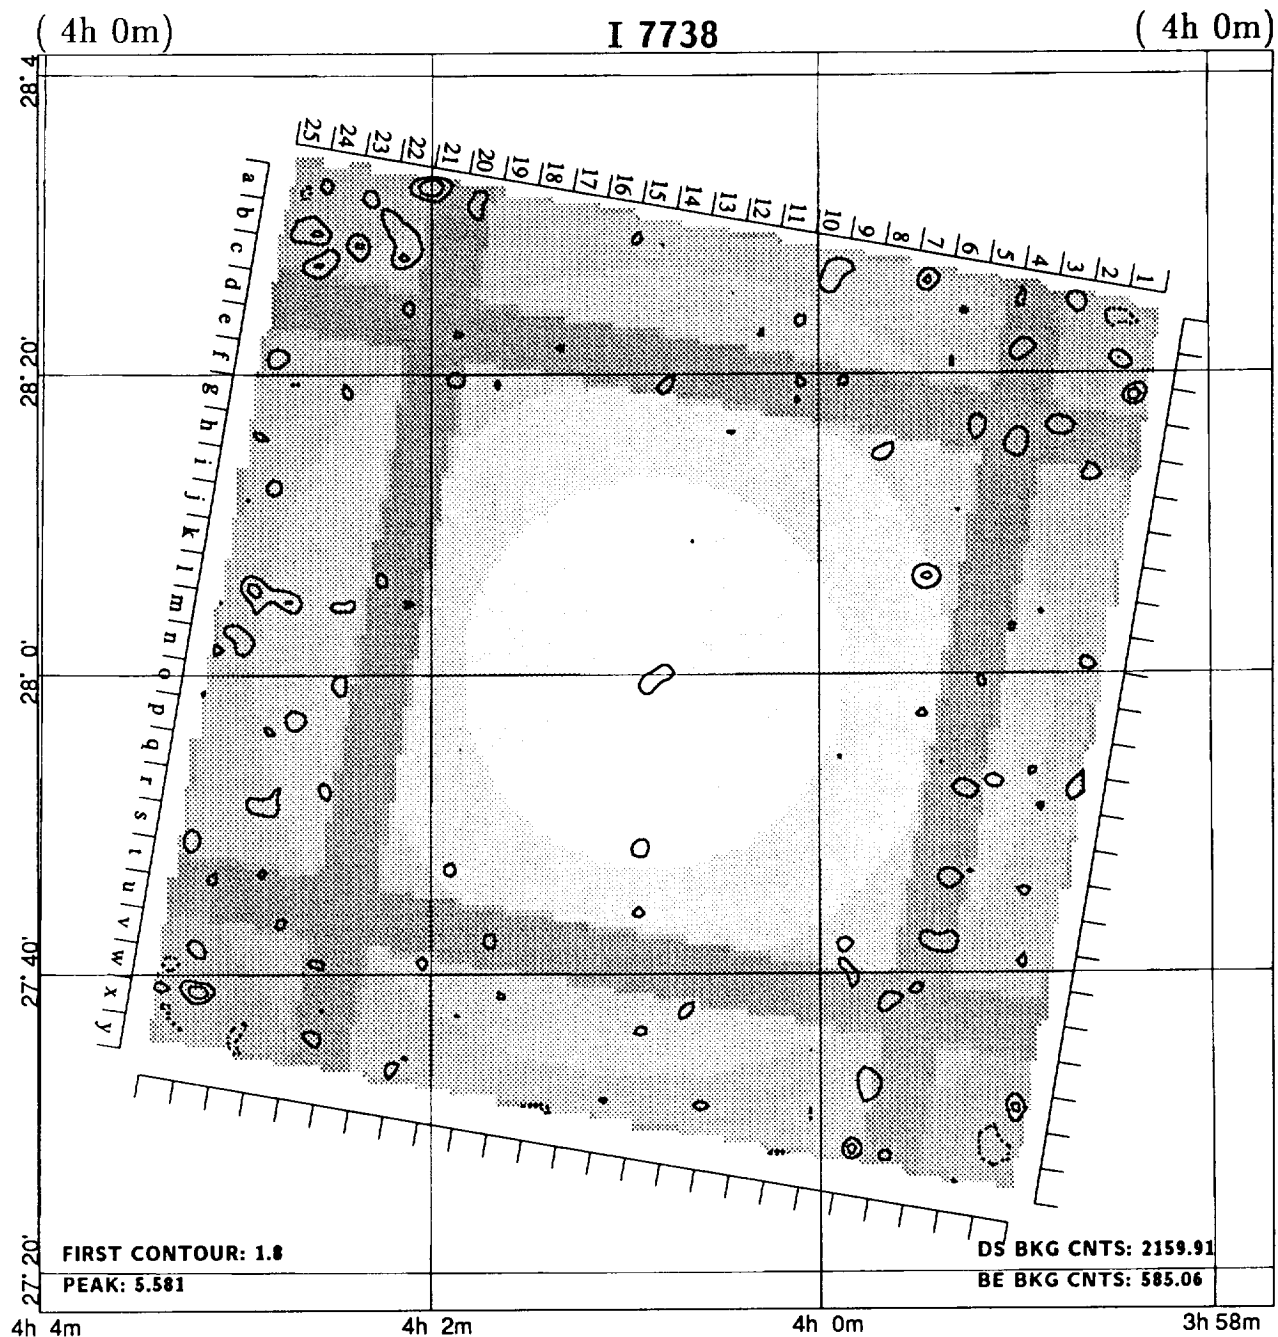 ( 4h 0m) I 7738 ( 4h 0m)
28° 4
25 24 23 22 21 20 19 18 17 16 15 14 13 12 11 10 9 8 7 6 5 4 3 2 1
a b c d e f g h i j k l m n o p q r s t u v w x y
28° 20'
28° 0'
27° 40'
27° 20'
FIRST CONTOUR: 1.8
PEAK: 5.581
DS BKG CNTS: 2159.91
BE BKG CNTS: 585.06
4h 4m 4h 2m 4h 0m 3h 58m